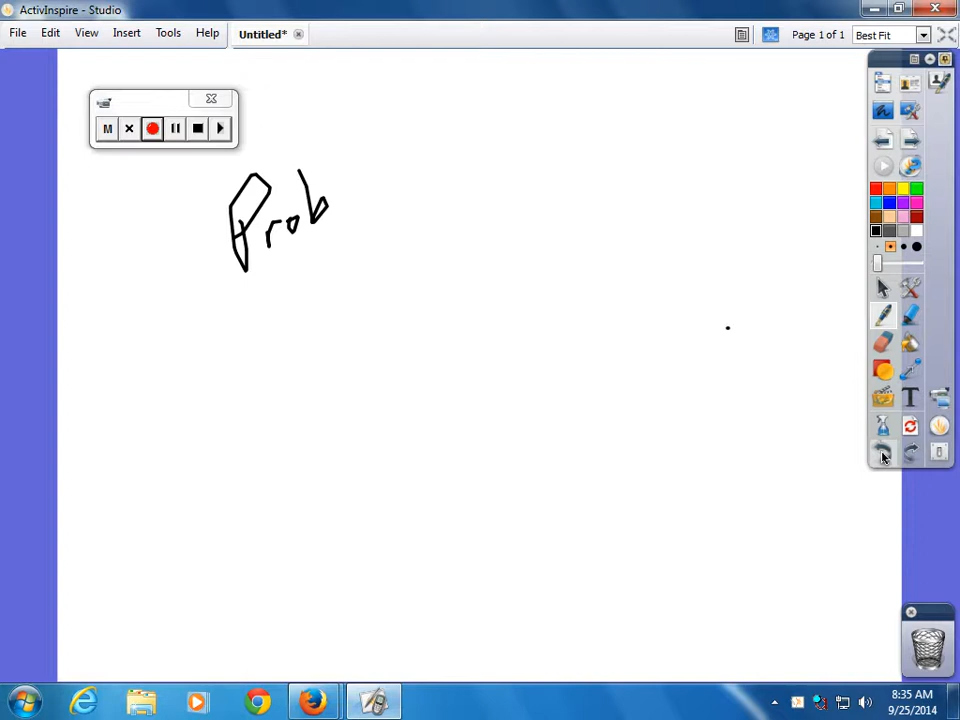 ActivInspire - Studio
File Edit View Insert Tools Help Untitled* Page 1 of 1 Best Fit
M
Prob
T
8:35 AM
9/25/2014